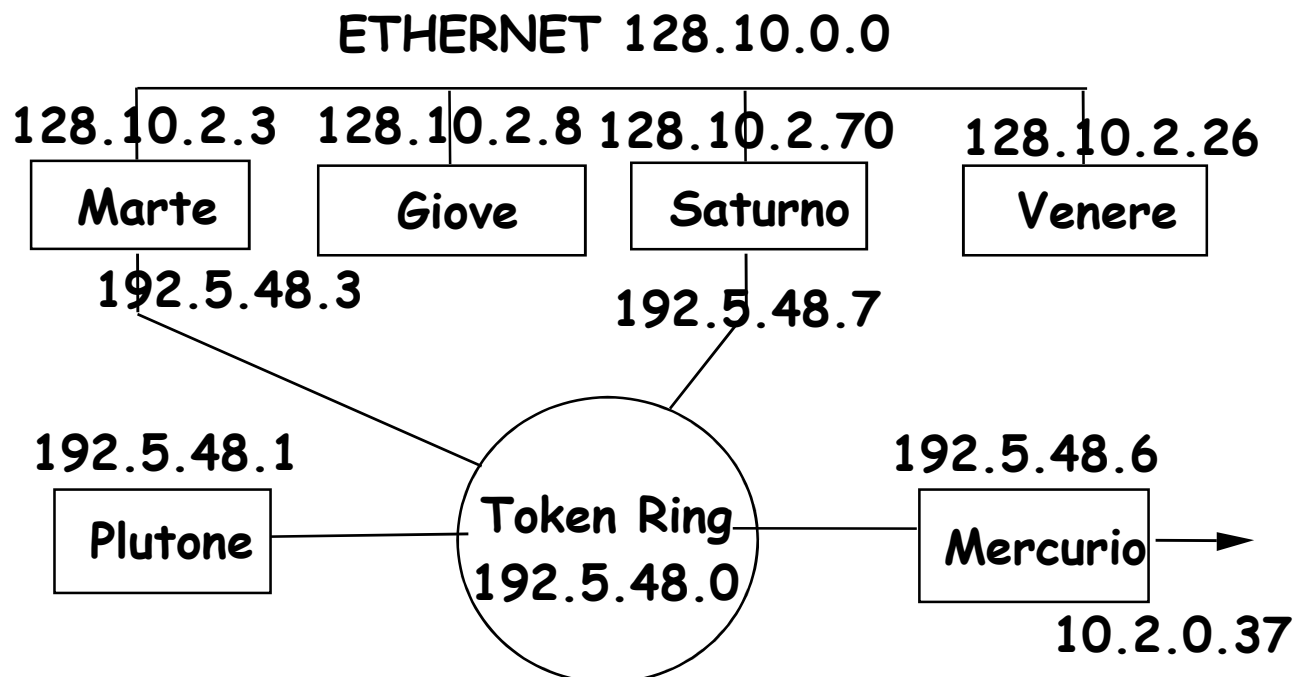 ETHERNET 128.10.0.0
128.10.2.3 128.10.2.8 128.10.2.70 128.10.2.26
Marte Giove Saturno Venere
192.5.48.3 192.5.48.7
192.5.48.1 192.5.48.6
Plutone Token Ring Mercurio
192.5.48.0
10.2.0.37